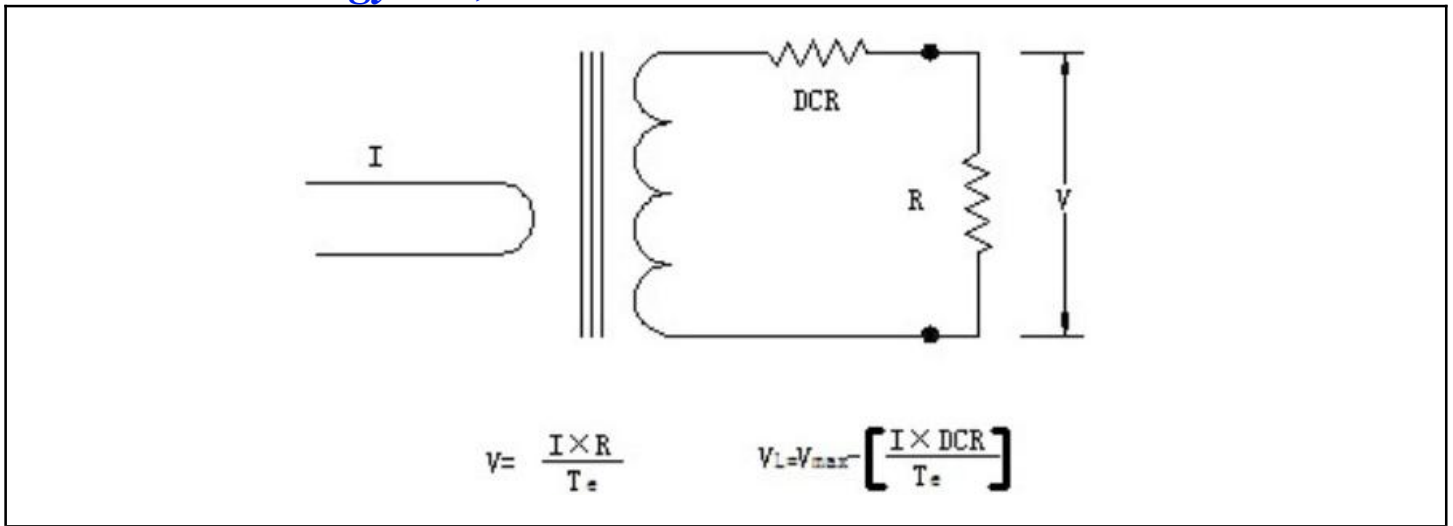 I
DCR
R
V
V= I×R / Te
VL=Vmax-[I×DCR / Te]